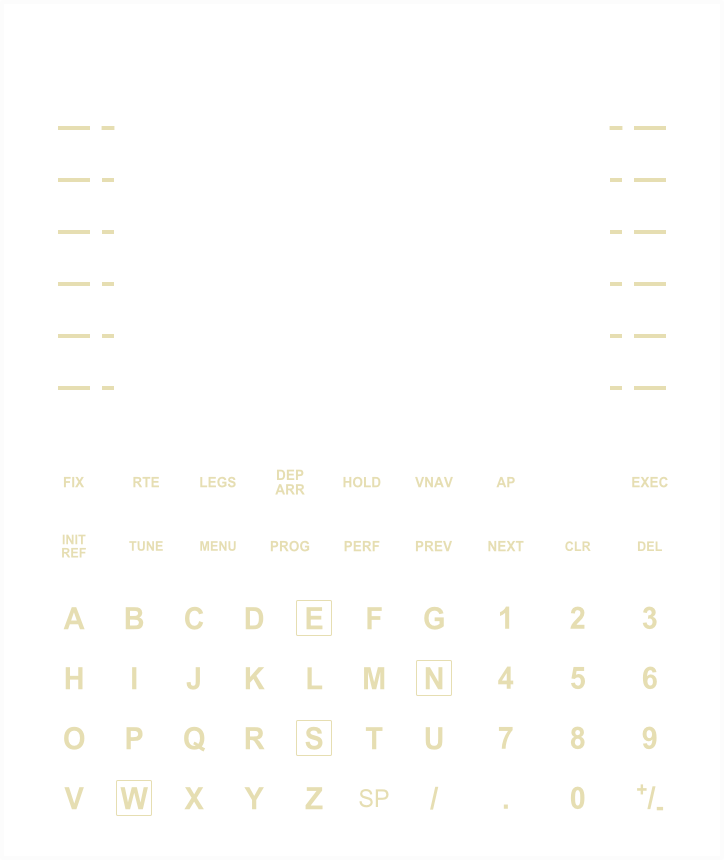 FIX RTE LEGS DEP ARR HOLD VNAV AP EXEC
INIT REF TUNE MENU PROG PERF PREV NEXT CLR DEL
A B C D E F G 1 2 3
H I J K L M N 4 5 6
O P Q R S T U 7 8 9
V W X Y Z SP / . 0 +/-